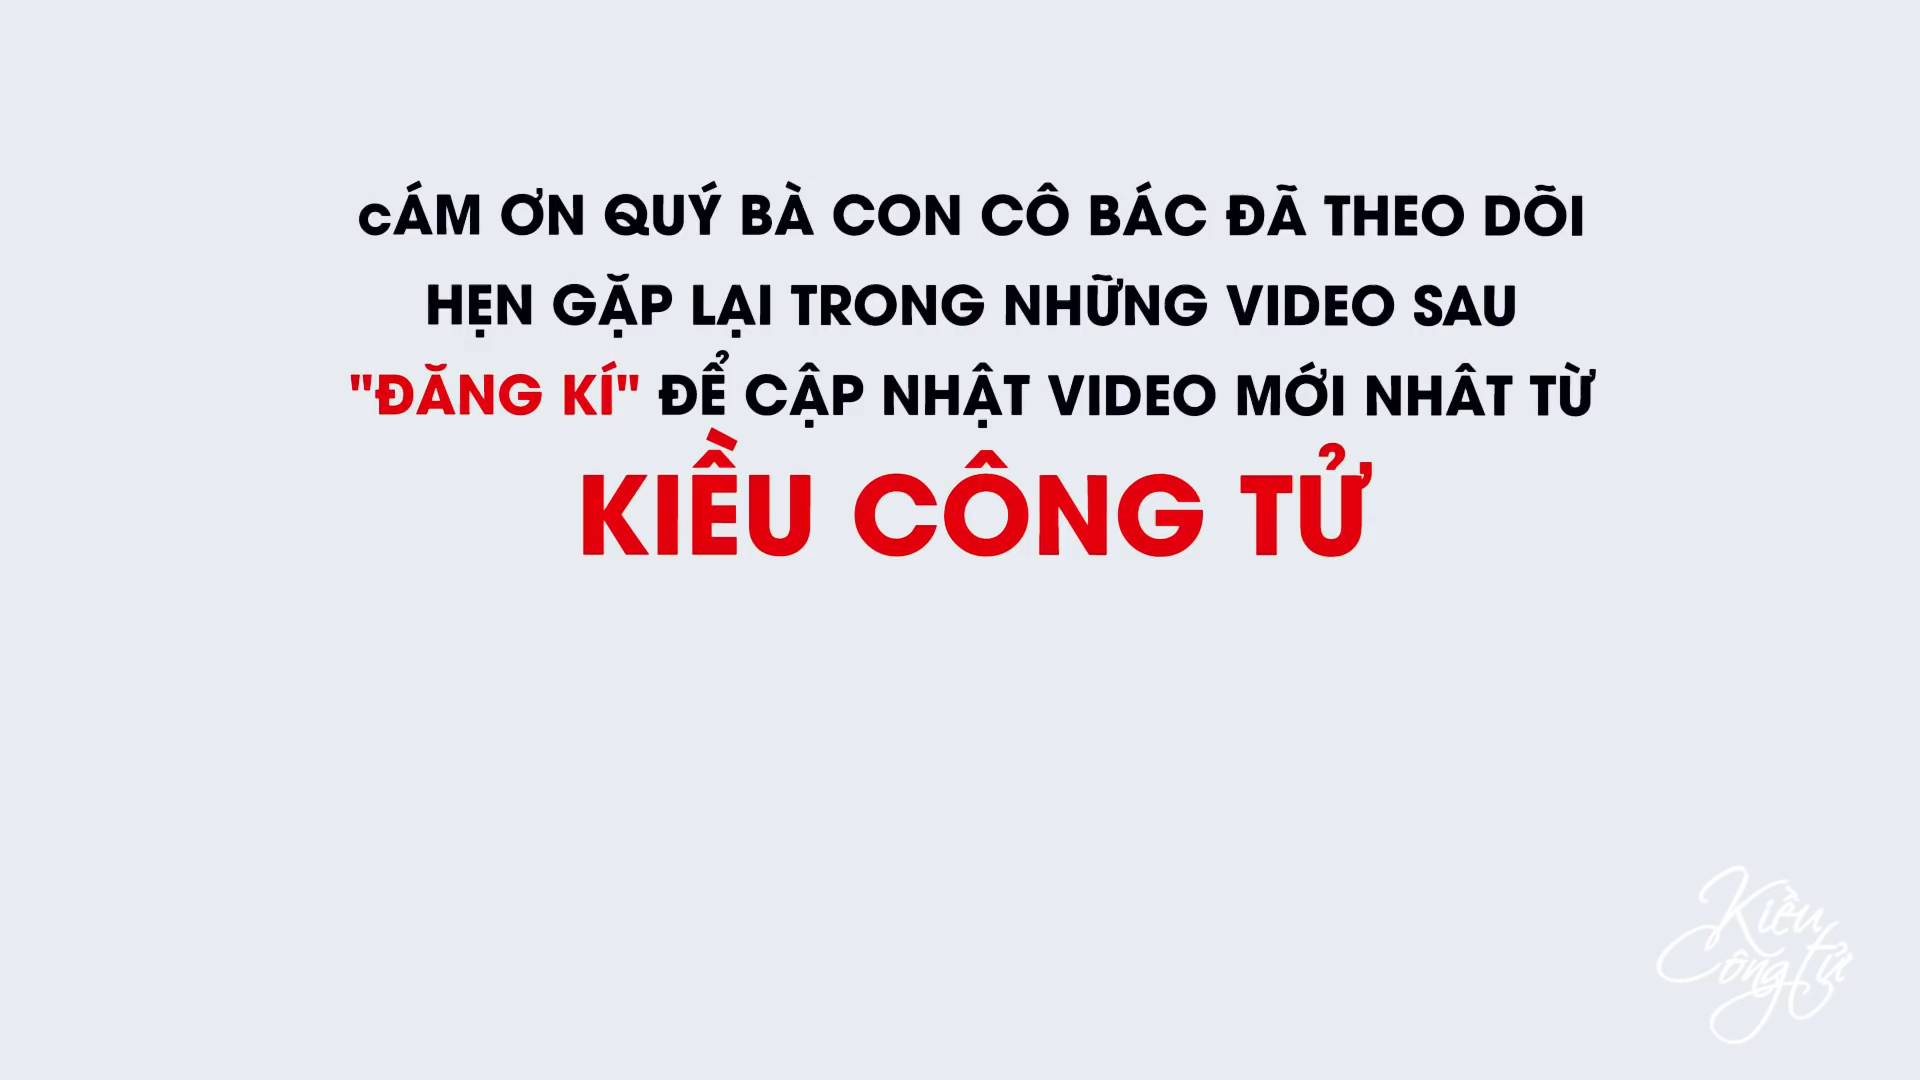 cÁM ƠN QUÝ BÀ CON CÔ BÁC ĐÃ THEO DÕI
HẸN GẶP LẠI TRONG NHỮNG VIDEO SAU
"ĐĂNG KÍ" ĐỂ CẬP NHẬT VIDEO MỚI NHÂT TỪ
KIỀU CÔNG TỬ
Kiều
Công tử